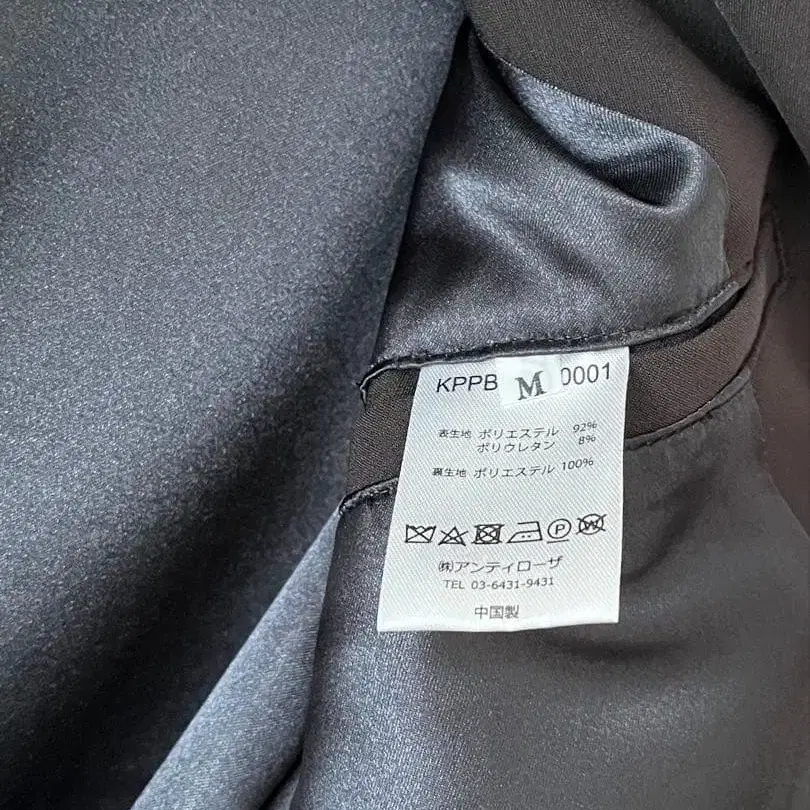 KPPB M 0001
表生地 ポリエステル 92%
ポリウレタン 8%
裏生地 ポリエステル 100%
P W
㈱アンティローザ
TEL 03-6431-9431
中国製